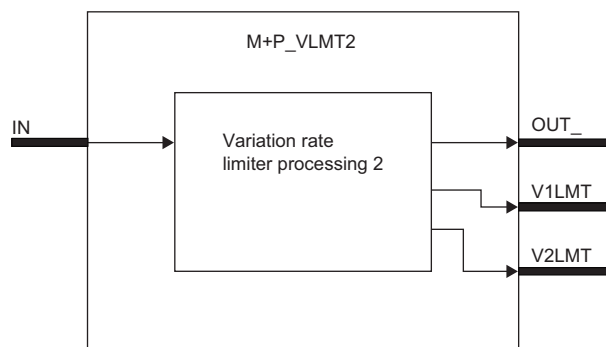 M+P_VLMT2
IN
Variation rate
limiter processing 2
OUT_
V1LMT
V2LMT